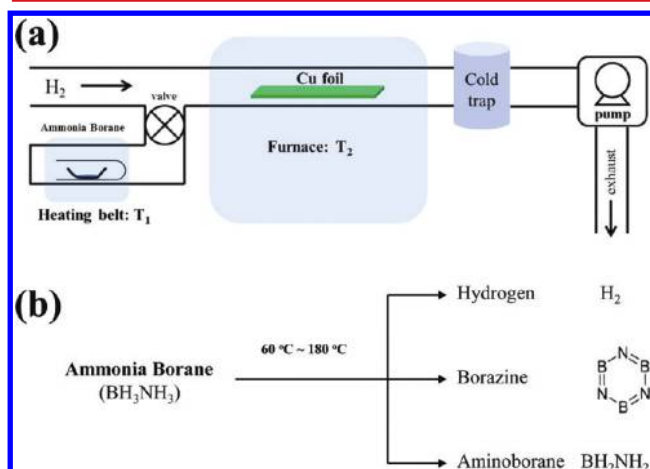 (a)
H₂
valve
Cu foil
Cold
trap
pump
Ammonia Borane
Furnace: T₂
Heating belt: T₁
exhaust
(b)
Hydrogen H₂
60 ℃ ~ 180 ℃
Ammonia Borane
(BH₃NH₃)
Borazine
N
B B
N N
B
Aminoborane BH₂NH₂